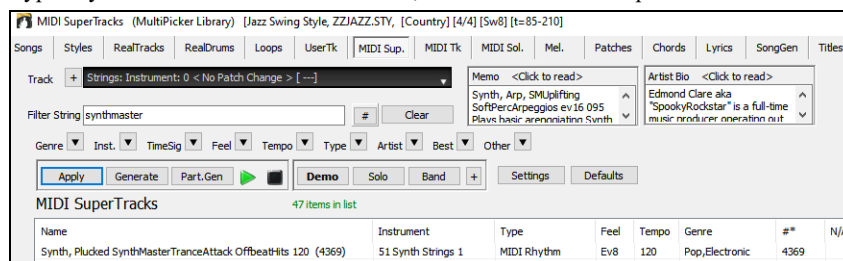 MIDI SuperTracks (MultiPicker Library) [Jazz Swing Style, ZZJAZZ.STY, [Country] [4/4] [Sw8] [t=85-210]
Songs Styles RealTracks RealDrums Loops UserTk MIDI Sup. MIDI Tk MIDI Sol. Mel. Patches Chords Lyrics SongGen Titles
Track + Strings: Instrument: 0 < No Patch Change > [ ---]
Memo <Click to read>
Synth, Arp, SMUplifting
SoftPercArpeggios ev16 095
Plays basic arpeggiating Synth
Artist Bio <Click to read>
Edmond Clare aka
"SpookyRockstar" is a full-time
music producer operating out
Filter String synthmaster # Clear
Genre Inst. TimeSig Feel Tempo Type Artist Best Other
Apply Generate Part.Gen Demo Solo Band + Settings Defaults
MIDI SuperTracks 47 items in list
Name Instrument Type Feel Tempo Genre #* N/
Synth, Plucked SynthMasterTranceAttack OffbeatHits 120 (4369) 51 Synth Strings 1 MIDI Rhythm Ev8 120 Pop,Electronic 4369